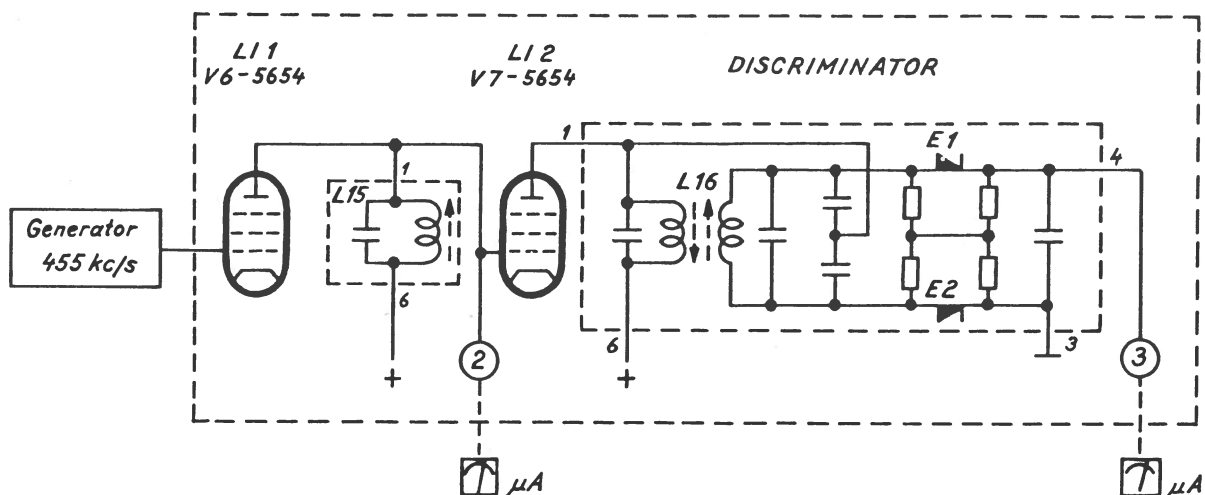 LI 1
V6-5654
LI 2
V7-5654
DISCRIMINATOR
Generator
455 kc/s
1
L15
6
2
+
1
L16
E1
E2
4
6
3
+
3
μA
μA